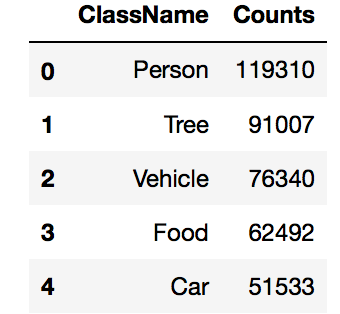 ClassName Counts
0 Person 119310
1 Tree 91007
2 Vehicle 76340
3 Food 62492
4 Car 51533